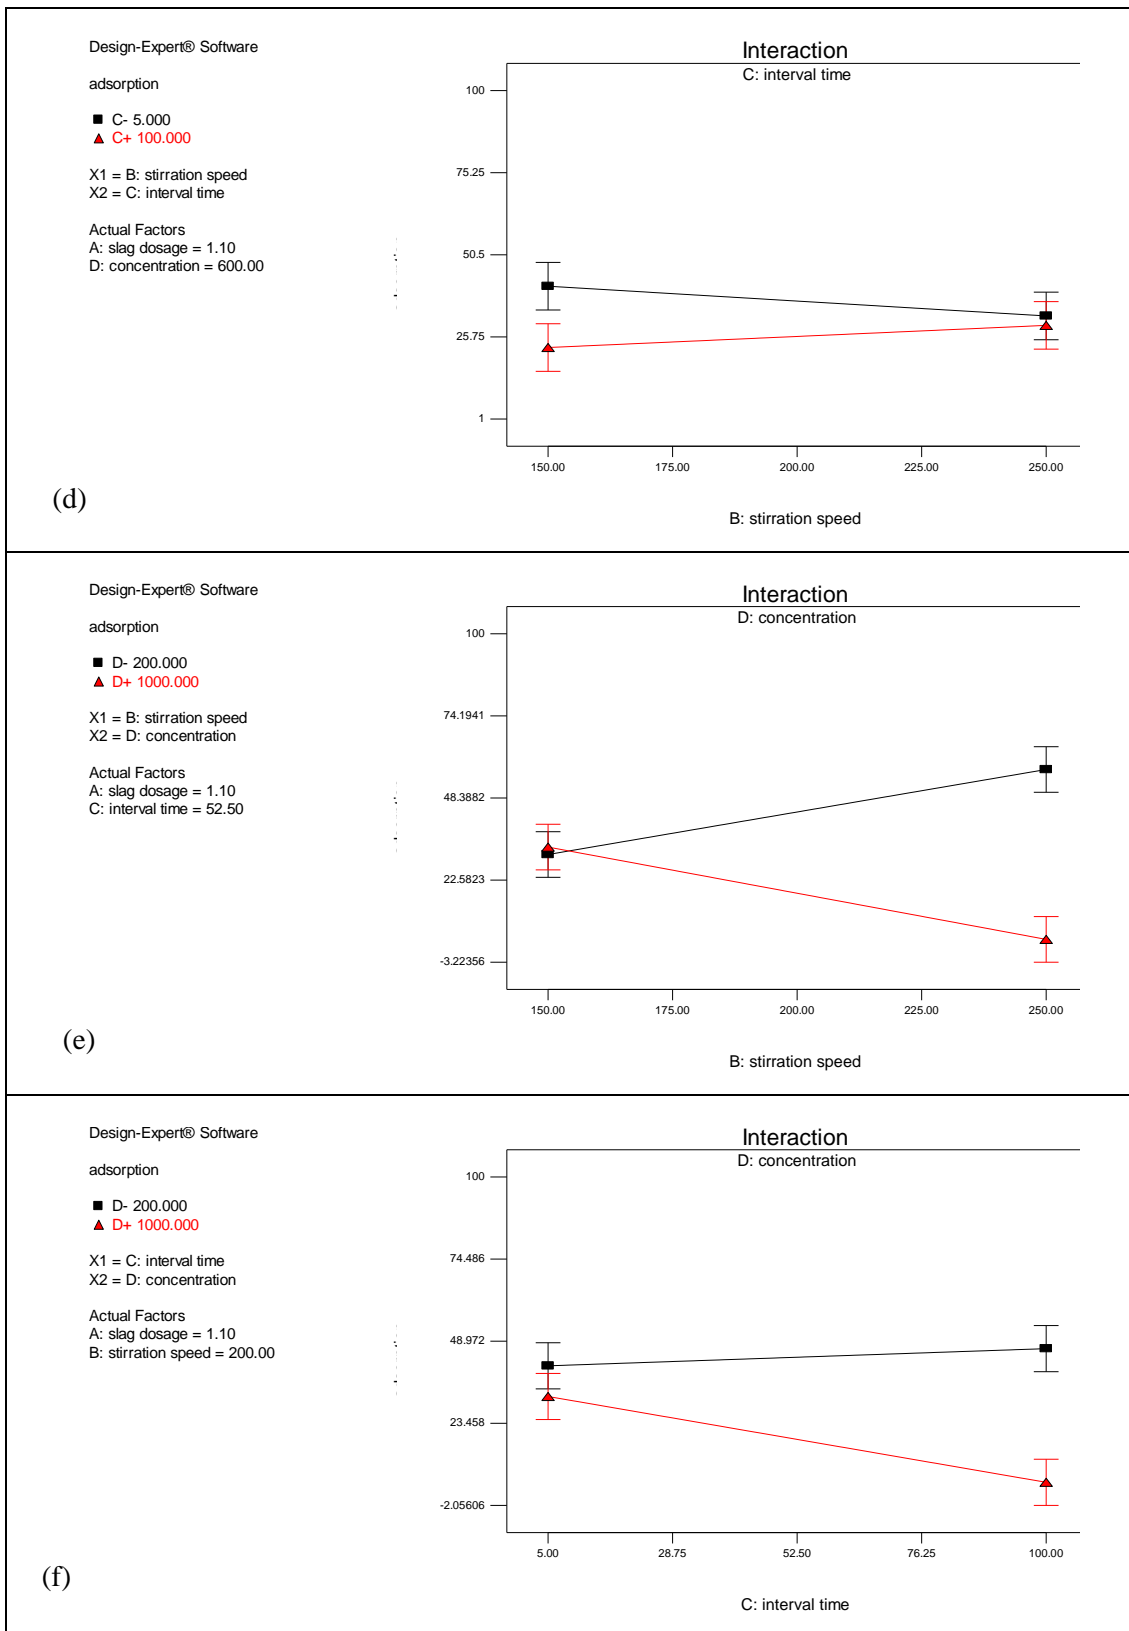 Design-Expert® Software
adsorption
C- 5.000
C+ 100.000
X1 = B: stirration speed
X2 = C: interval time
Actual Factors
A: slag dosage = 1.10
D: concentration = 600.00
(d)
Interaction
C: interval time
100
75.25
50.5
25.75
1
150.00 175.00 200.00 225.00 250.00
B: stirration speed
Design-Expert® Software
adsorption
D- 200.000
D+ 1000.000
X1 = B: stirration speed
X2 = D: concentration
Actual Factors
A: slag dosage = 1.10
C: interval time = 52.50
(e)
Interaction
D: concentration
100
74.1941
48.3882
22.5823
-3.22356
150.00 175.00 200.00 225.00 250.00
B: stirration speed
Design-Expert® Software
adsorption
D- 200.000
D+ 1000.000
X1 = C: interval time
X2 = D: concentration
Actual Factors
A: slag dosage = 1.10
B: stirration speed = 200.00
(f)
Interaction
D: concentration
100
74.486
48.972
23.458
-2.05606
5.00 28.75 52.50 76.25 100.00
C: interval time